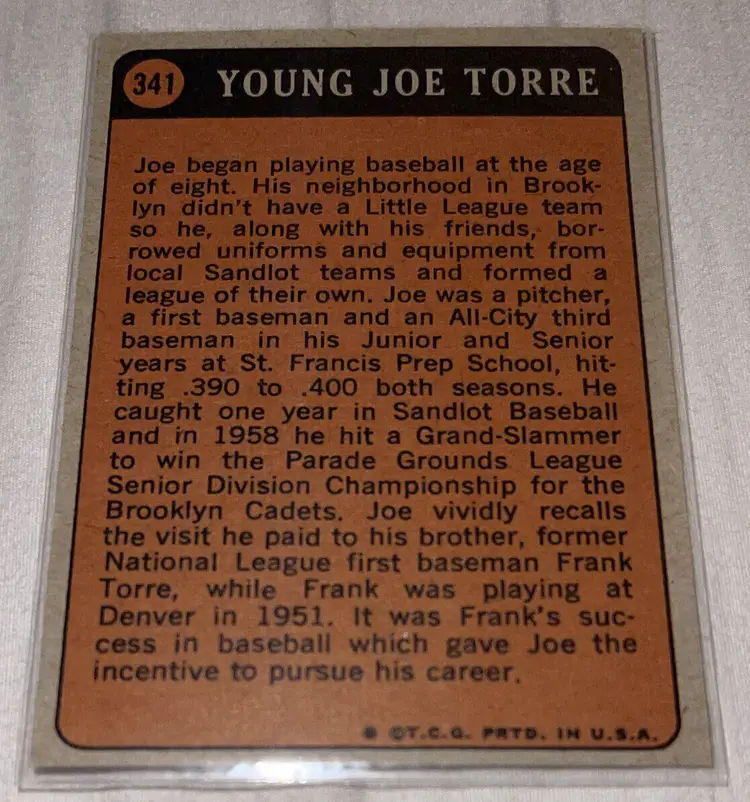 341 YOUNG JOE TORRE
Joe began playing baseball at the age
of eight. His neighborhood in Brook-
lyn didn't have a Little League team
so he, along with his friends, bor-
rowed uniforms and equipment from
local Sandlot teams and formed a
league of their own. Joe was a pitcher,
a first baseman and an All-City third
baseman in his Junior and Senior
years at St. Francis Prep School, hit-
ting .390 to .400 both seasons. He
caught one year in Sandlot Baseball
and in 1958 he hit a Grand-Slammer
to win the Parade Grounds League
Senior Division Championship for the
Brooklyn Cadets. Joe vividly recalls
the visit he paid to his brother, former
National League first baseman Frank
Torre, while Frank was playing at
Denver in 1951. It was Frank's suc-
cess in baseball which gave Joe the
incentive to pursue his career.
* ©T.C.G. PRTD. IN U.S.A.